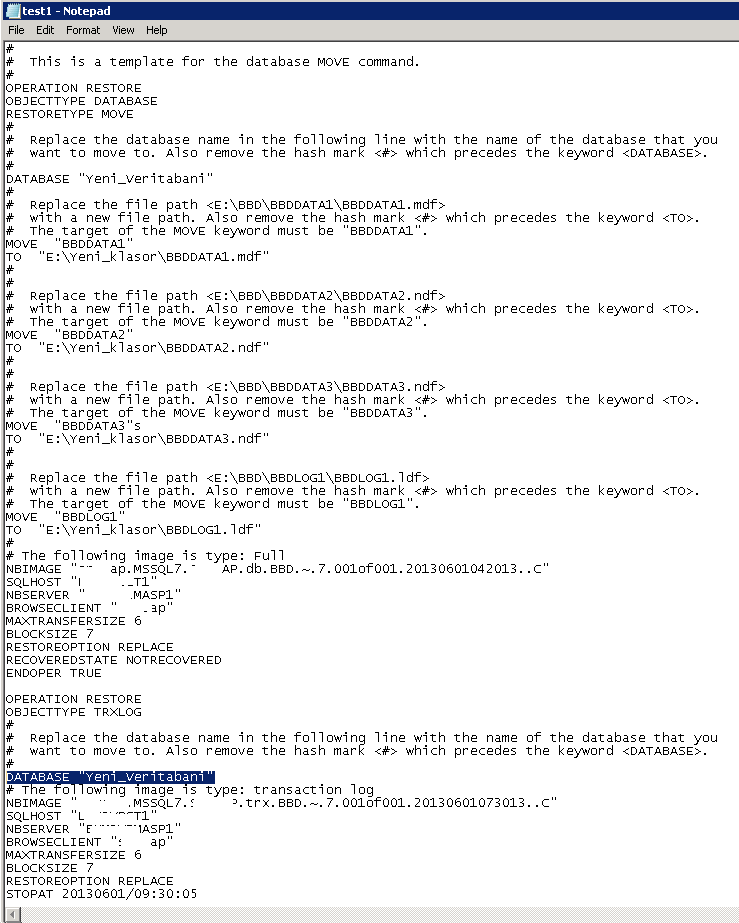 test1 - Notepad
File Edit Format View Help
#
#  This is a template for the database MOVE command.
#
OPERATION RESTORE
OBJECTTYPE DATABASE
RESTORETYPE MOVE
#
#  Replace the database name in the following line with the name of the database that you
#  want to move to. Also remove the hash mark <#> which precedes the keyword <DATABASE>.
#
DATABASE "Yeni_Veritabani"
#
#  Replace the file path <E:\BBD\BBDDATA1\BBDDATA1.mdf>
#  with a new file path. Also remove the hash mark <#> which precedes the keyword <TO>.
#  The target of the MOVE keyword must be "BBDDATA1".
MOVE  "BBDDATA1"
TO  "E:\Yeni_klasor\BBDDATA1.mdf"
#
#
#  Replace the file path <E:\BBD\BBDDATA2\BBDDATA2.ndf>
#  with a new file path. Also remove the hash mark <#> which precedes the keyword <TO>.
#  The target of the MOVE keyword must be "BBDDATA2".
MOVE  "BBDDATA2"
TO  "E:\Yeni_klasor\BBDDATA2.ndf"
#
#
#  Replace the file path <E:\BBD\BBDDATA3\BBDDATA3.ndf>
#  with a new file path. Also remove the hash mark <#> which precedes the keyword <TO>.
#  The target of the MOVE keyword must be "BBDDATA3".
MOVE  "BBDDATA3"s
TO  "E:\Yeni_klasor\BBDDATA3.ndf"
#
#
#  Replace the file path <E:\BBD\BBDLOG1\BBDLOG1.ldf>
#  with a new file path. Also remove the hash mark <#> which precedes the keyword <TO>.
#  The target of the MOVE keyword must be "BBDLOG1".
MOVE  "BBDLOG1"
TO  "E:\Yeni_klasor\BBDLOG1.ldf"
#
# The following image is type: Full
NBIMAGE " ap.MSSQL7. AP.db.BBD.~.7.001of001.20130601042013..C"
SQLHOST " T1"
NBSERVER " MASP1"
BROWSECLIENT " ap"
MAXTRANSFERSIZE 6
BLOCKSIZE 7
RESTOREOPTION REPLACE
RECOVEREDSTATE NOTRECOVERED
ENDOPER TRUE
OPERATION RESTORE
OBJECTTYPE TRXLOG
#
#  Replace the database name in the following line with the name of the database that you
#  want to move to. Also remove the hash mark <#> which precedes the keyword <DATABASE>.
#
DATABASE "Yeni_Veritabani"
# The following image is type: transaction log
NBIMAGE " .MSSQL7. P.trx.BBD.~.7.001of001.20130601073013..C"
SQLHOST "L T1"
NBSERVER " MASP1"
BROWSECLIENT " ap"
MAXTRANSFERSIZE 6
BLOCKSIZE 7
RESTOREOPTION REPLACE
STOPAT 20130601/09:30:05